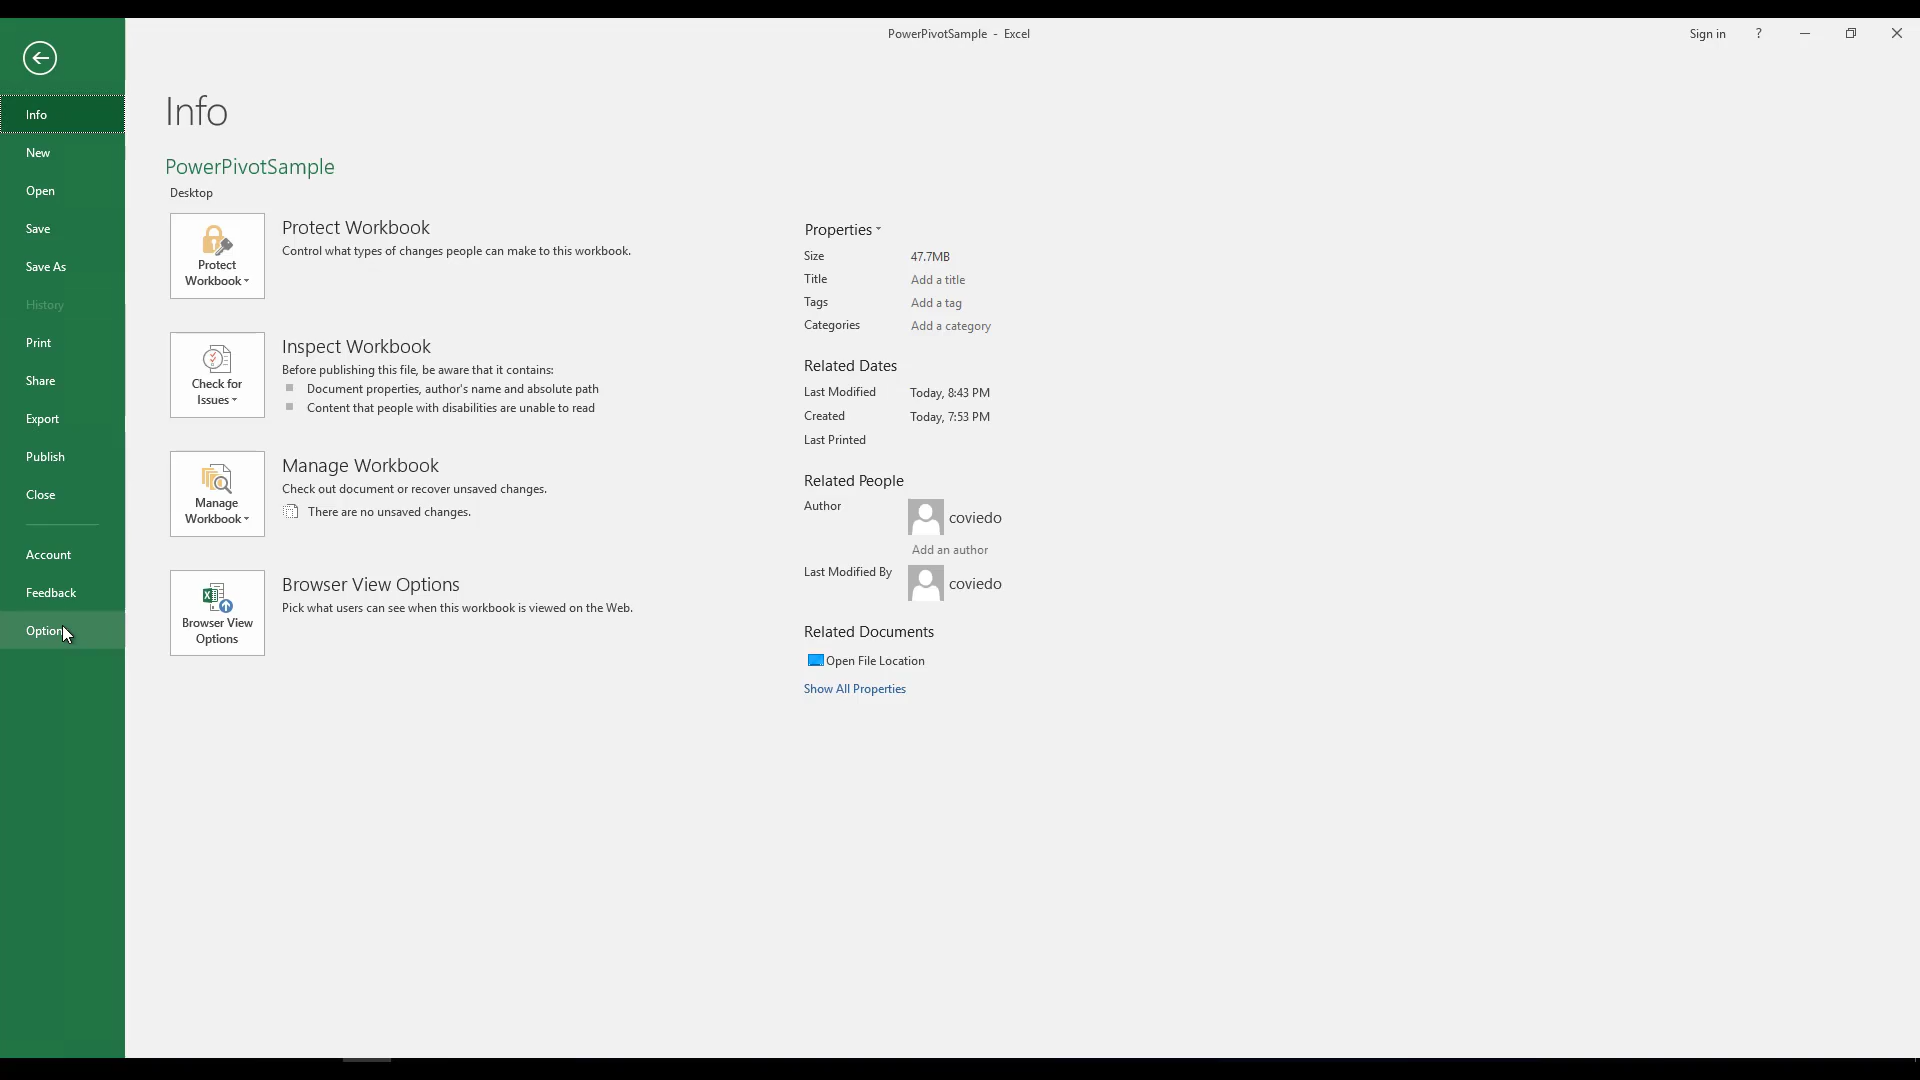 PowerPivotSample - Excel
Sign in
?
Info
New
Open
Save
Save As
History
Print
Share
Export
Publish
Close
Account
Feedback
Info
PowerPivotSample
Desktop
Protect Workbook
Protect Workbook
Control what types of changes people can make to this workbook.
Check for Issues
Inspect Workbook
Before publishing this file, be aware that it contains:
Document properties, author's name and absolute path
Content that people with disabilities are unable to read
Manage Workbook
Manage Workbook
Check out document or recover unsaved changes.
There are no unsaved changes.
Browser View Options
Browser View Options
Pick what users can see when this workbook is viewed on the Web.
Properties
Size 47.7MB
Title Add a title
Tags Add a tag
Categories Add a category
Related Dates
Last Modified Today, 8:43 PM
Created Today, 7:53 PM
Last Printed
Related People
Author coviedo
Add an author
Last Modified By coviedo
Related Documents
Open File Location
Show All Properties